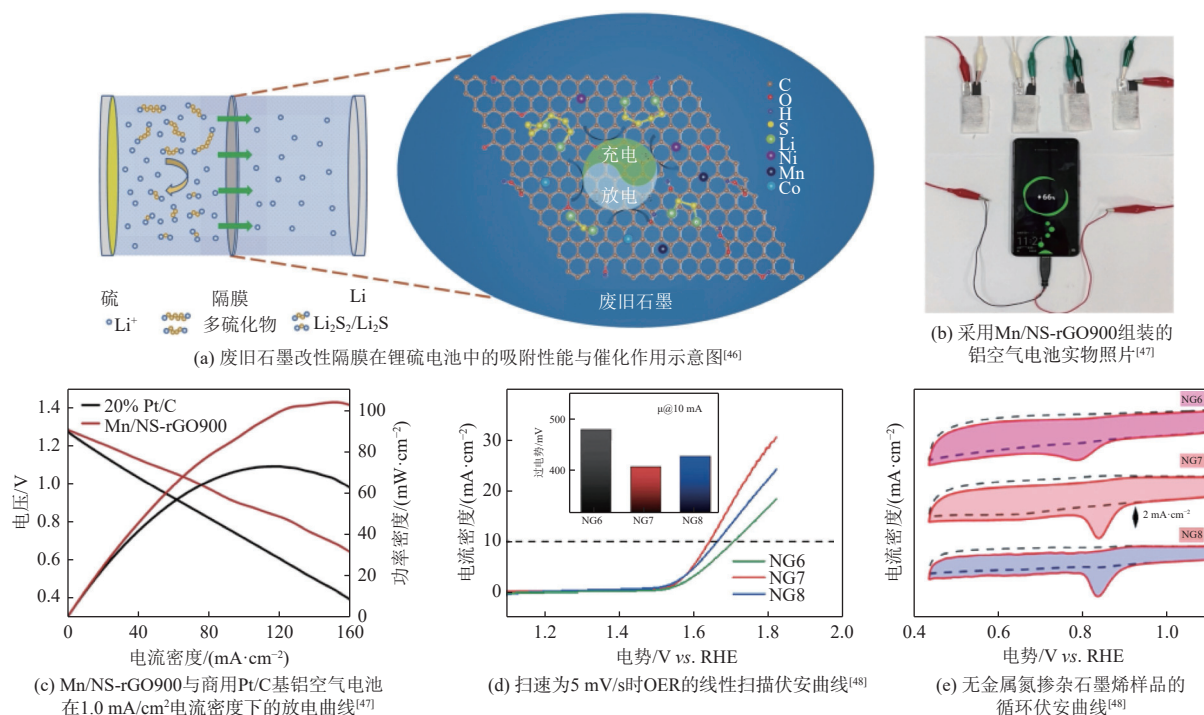 C
O
H
S
Li
Ni
Mn
Co
充电
放电
废旧石墨
硫
隔膜
Li
Li⁺
多硫化物
Li₂S₂/Li₂S
(a) 废旧石墨改性隔膜在锂硫电池中的吸附性能与催化作用示意图[46]
66%
(b) 采用Mn/NS-rGO900组装的
铝空气电池实物照片[47]
20% Pt/C
Mn/NS-rGO900
电压/V
1.4
1.2
1.0
0.8
0.6
0.4
功率密度/(mW·cm⁻²)
100
80
60
40
20
0
0 40 80 120 160
电流密度/(mA·cm⁻²)
(c) Mn/NS-rGO900与商用Pt/C基铝空气电池
在1.0 mA/cm²电流密度下的放电曲线[47]
电流密度/(mA·cm⁻²)
30
20
10
0
过电势/mV
500
400
μ@10 mA
NG6 NG7 NG8
NG6
NG7
NG8
1.2 1.4 1.6 1.8 2.0
电势/V vs. RHE
(d) 扫速为5 mV/s时OER的线性扫描伏安曲线[48]
电流密度/(mA·cm⁻²)
NG6
NG7
2 mA·cm⁻²
NG8
0.4 0.6 0.8 1.0
电势/V vs. RHE
(e) 无金属氮掺杂石墨烯样品的
循环伏安曲线[48]